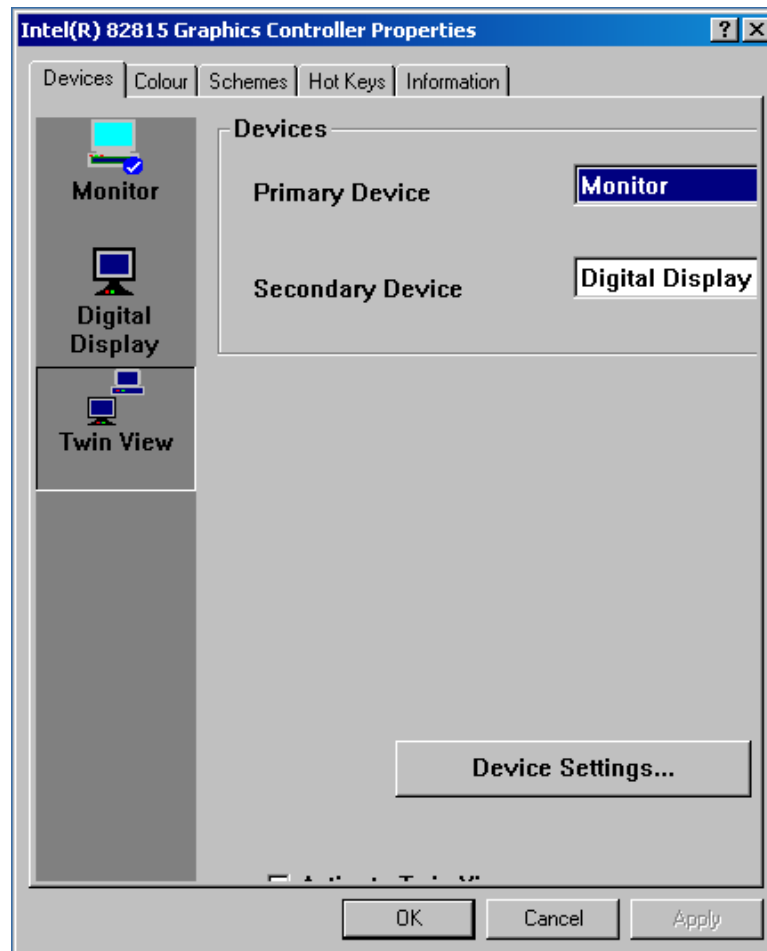 Intel(R) 82815 Graphics Controller Properties
Devices Colour Schemes Hot Keys Information
Monitor
Digital
Display
Twin View
Devices
Primary Device Monitor
Secondary Device Digital Display
Device Settings...
OK Cancel Apply